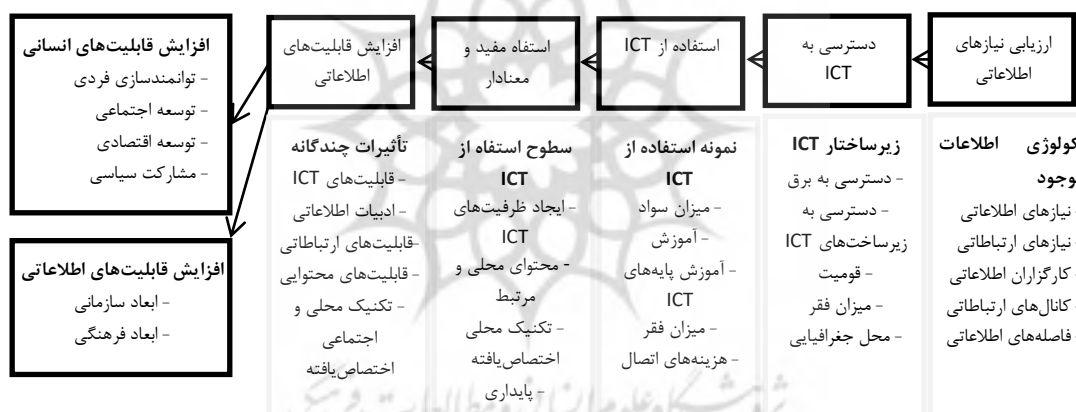 ارزیابی نیازهای
اطلاعاتی
دسترسی به
ICT
استفاده از ICT
استفاه مفید و
معنادار
افزایش قابلیت‌های
اطلاعاتی
افزایش قابلیت‌های انسانی
- توانمندسازی فردی
- توسعه اجتماعی
- توسعه اقتصادی
- مشارکت سیاسی
افزایش قابلیت‌های اطلاعاتی
- ابعاد سازمانی
- ابعاد فرهنگی
کولوژی اطلاعات
وجود
- نیازهای اطلاعاتی
- نیازهای ارتباطاتی
- کارگزاران اطلاعاتی
- کانال‌های ارتباطاتی
- فاصله‌های اطلاعاتی
زیرساختار ICT
- دسترسی به برق
- دسترسی به
زیرساخت‌های ICT
- قومیت
- میزان فقر
- محل جغرافیایی
نمونه استفاده از
ICT
- میزان سواد
- آموزش
- آموزش پایه‌های
ICT
- میزان فقر
- هزینه‌های اتصال
سطوح استفاه از
ICT
- ایجاد ظرفیت‌های
ICT
- محتوای محلی و
مرتبط
- تکنیک محلی
اختصاص‌یافته
- پایداری
تأثیرات چندگانه
- قابلیت‌های ICT
- ادبیات اطلاعاتی
-قابلیت‌های ارتباطاتی
- قابلیت‌های محتوایی
- تکنیک محلی و
اجتماعی
اختصاص‌یافته